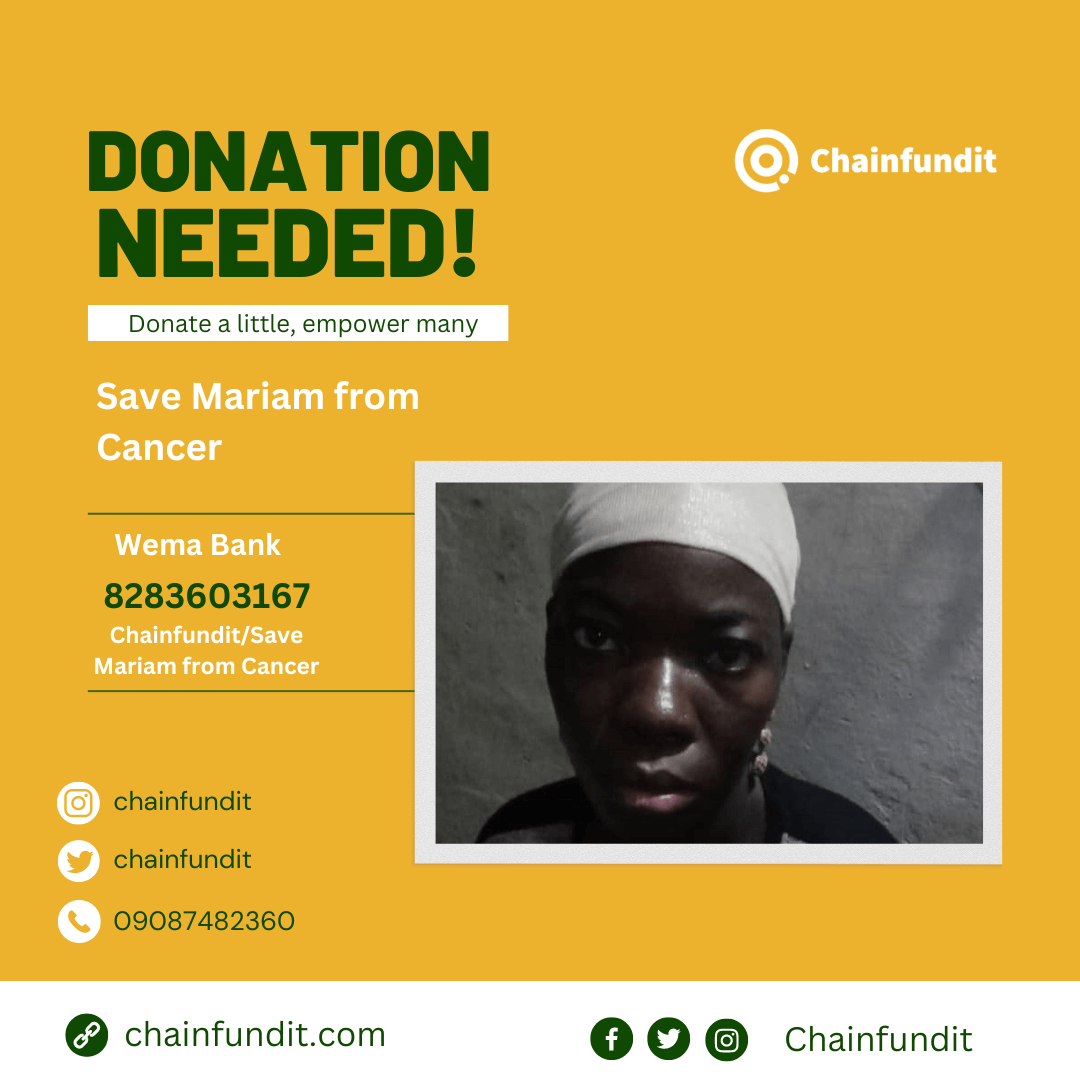 DONATION
NEEDED!
Chainfundit
Donate a little, empower many
Save Mariam from
Cancer
Wema Bank
8283603167
Chainfundit/Save
Mariam from Cancer
chainfundit
chainfundit
09087482360
chainfundit.com
Chainfundit